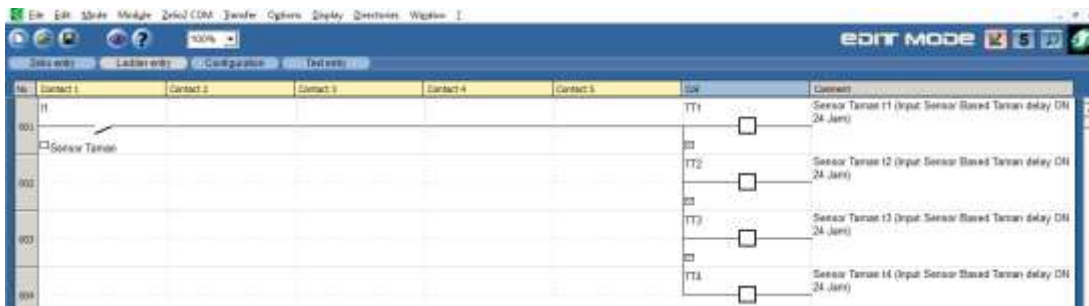 File Edit Mode Module Zelio2 COM Transfer Options Display Directories Window ?
100%
EDIT MODE
Zelio entry Ladder entry Configuration Text entry
No Contact 1 Contact 2 Contact 3 Contact 4 Contact 5 Coil Comment
001
I1
Sensor Taman
TT1
Sensor Taman t1 (Input Sensor Based Taman delay ON
24 Jam)
002
TT2
Sensor Taman t2 (Input Sensor Based Taman delay ON
24 Jam)
003
TT3
Sensor Taman t3 (Input Sensor Based Taman delay ON
24 Jam)
004
TT4
Sensor Taman t4 (Input Sensor Based Taman delay ON
24 Jam)